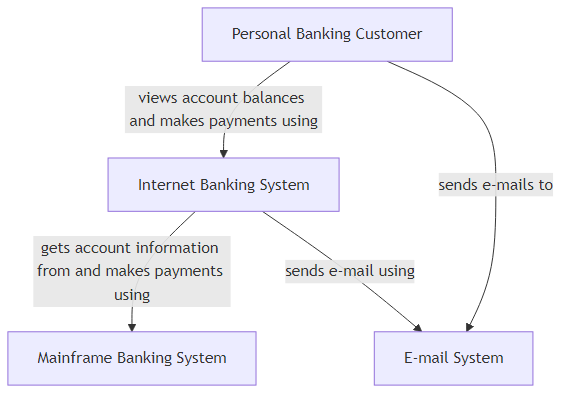 Personal Banking Customer
views account balances
and makes payments using
Internet Banking System
sends e-mails to
gets account information
from and makes payments
using
sends e-mail using
Mainframe Banking System
E-mail System